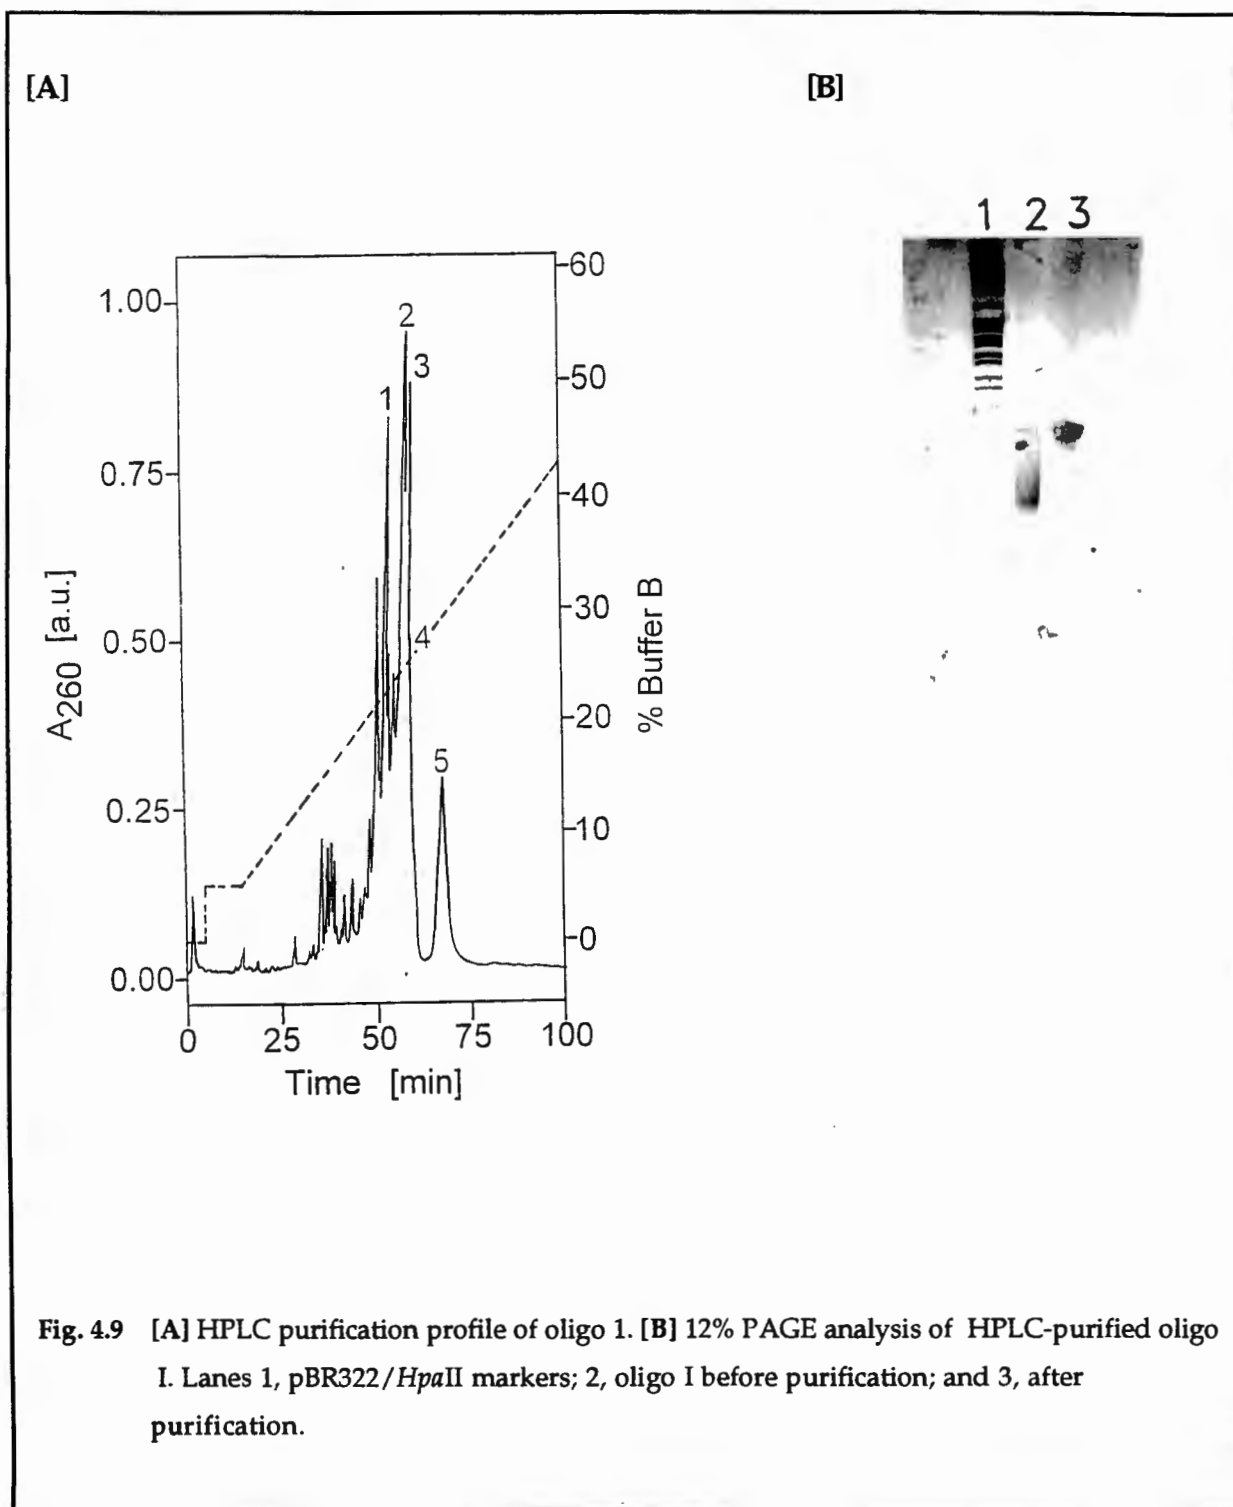 [A]
[B]
1 2 3
1.00
0.75
0.50
0.25
0.00
A260 [a.u.]
60
50
40
30
20
10
0
% Buffer B
2
3
1
4
5
0 25 50 75 100
Time [min]
Fig. 4.9 [A] HPLC purification profile of oligo 1. [B] 12% PAGE analysis of HPLC-purified oligo
I. Lanes 1, pBR322/HpaII markers; 2, oligo I before purification; and 3, after
purification.